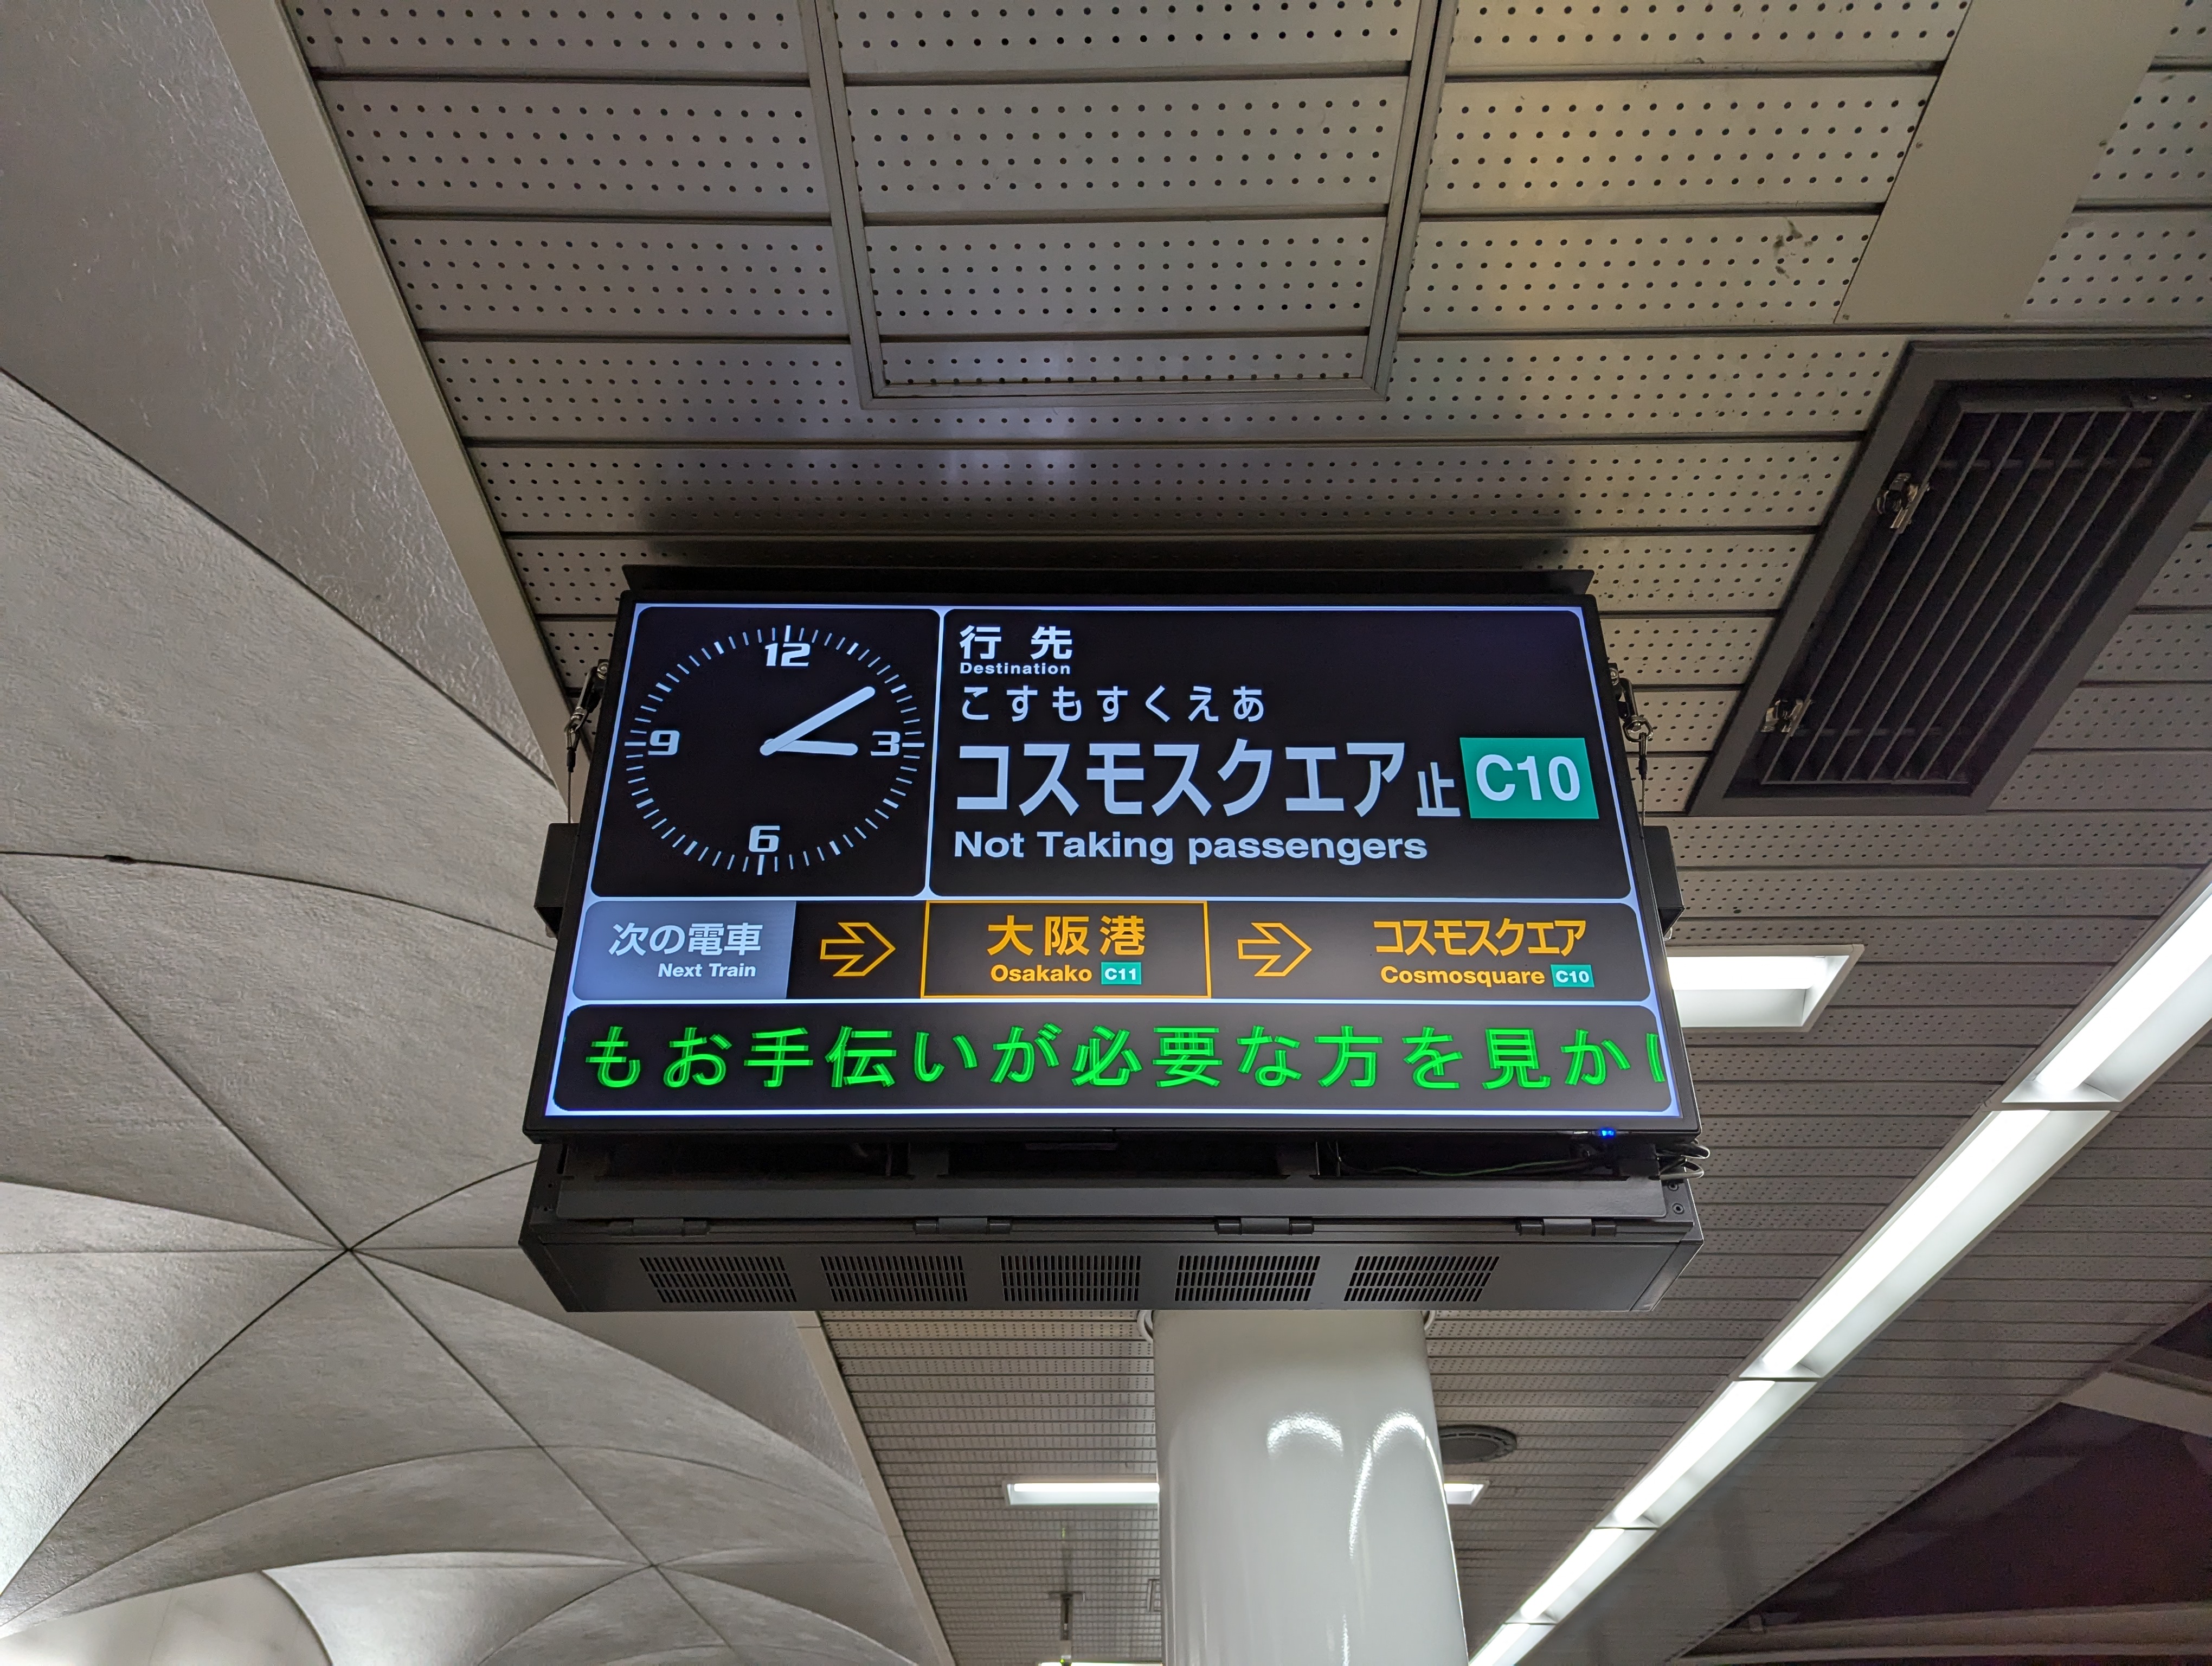 12
9
3
6
行先
Destination
こすもすくえあ
コスモスクエア止 C10
Not Taking passengers
次の電車
Next Train
大阪港
Osakako C11
コスモスクエア
Cosmosquare C10
もお手伝いが必要な方を見か